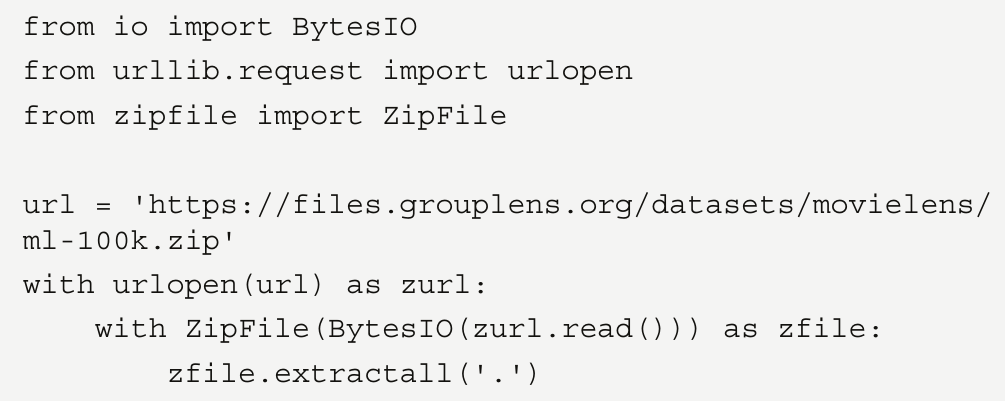 from io import BytesIO
from urllib.request import urlopen
from zipfile import ZipFile
url = 'https://files.grouplens.org/datasets/movielens/
ml-100k.zip'
with urlopen(url) as zurl:
    with ZipFile(BytesIO(zurl.read())) as zfile:
        zfile.extractall('.')